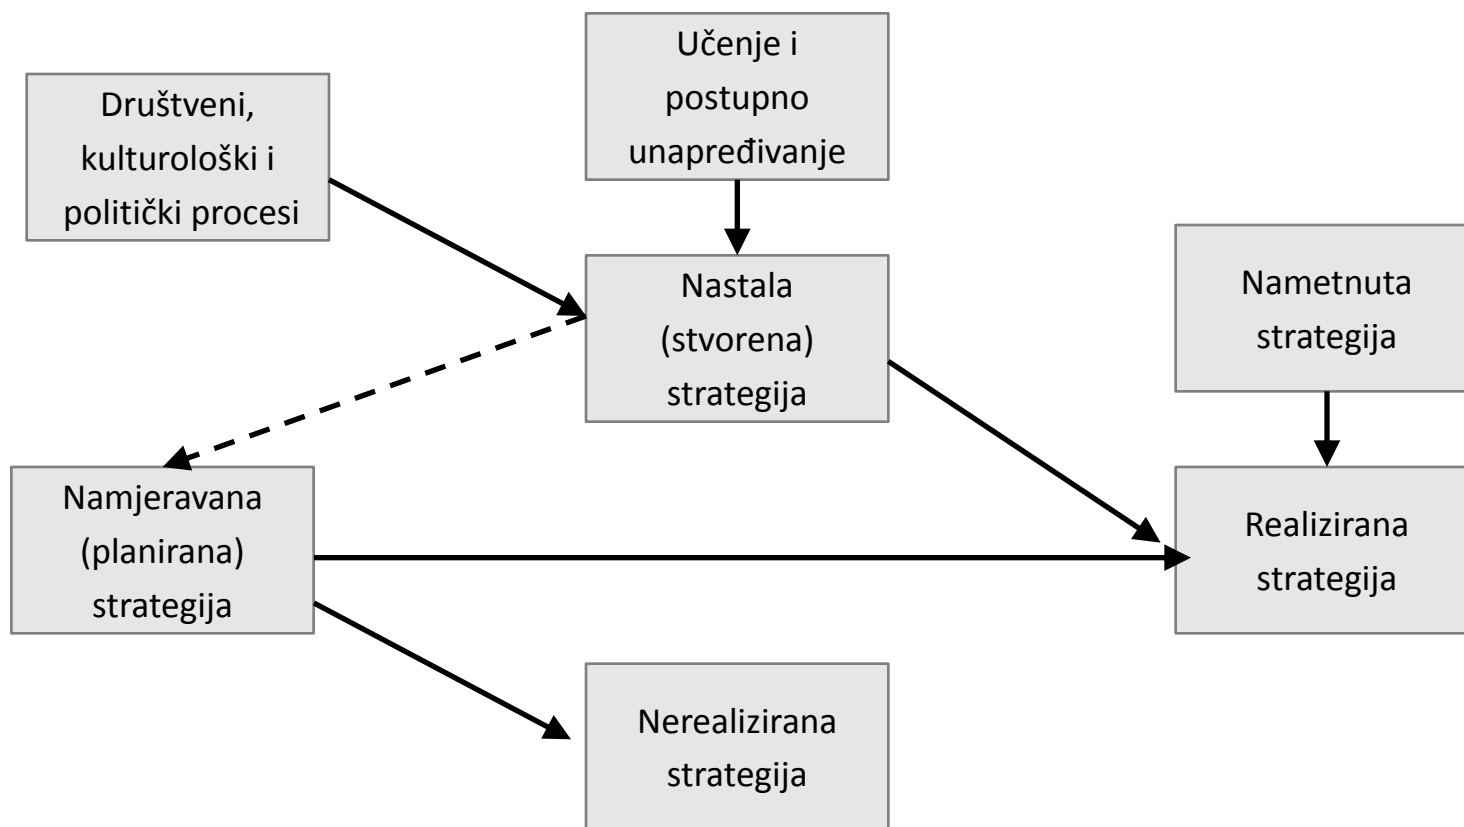 Učenje i
postupno
unapređivanje
Društveni,
kulturološki i
politički procesi
Nastala
(stvorena)
strategija
Nametnuta
strategija
Namjeravana
(planirana)
strategija
Realizirana
strategija
Nerealizirana
strategija